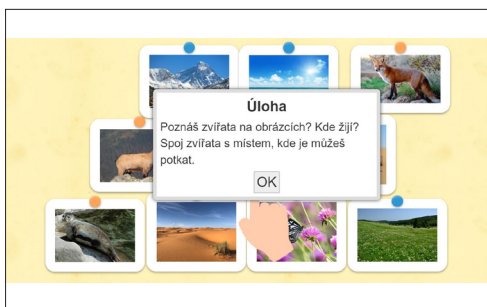 Úloha
Poznáš zvířata na obrázcích? Kde žijí?
Spoj zvířata s místem, kde je můžeš
potkat.
OK